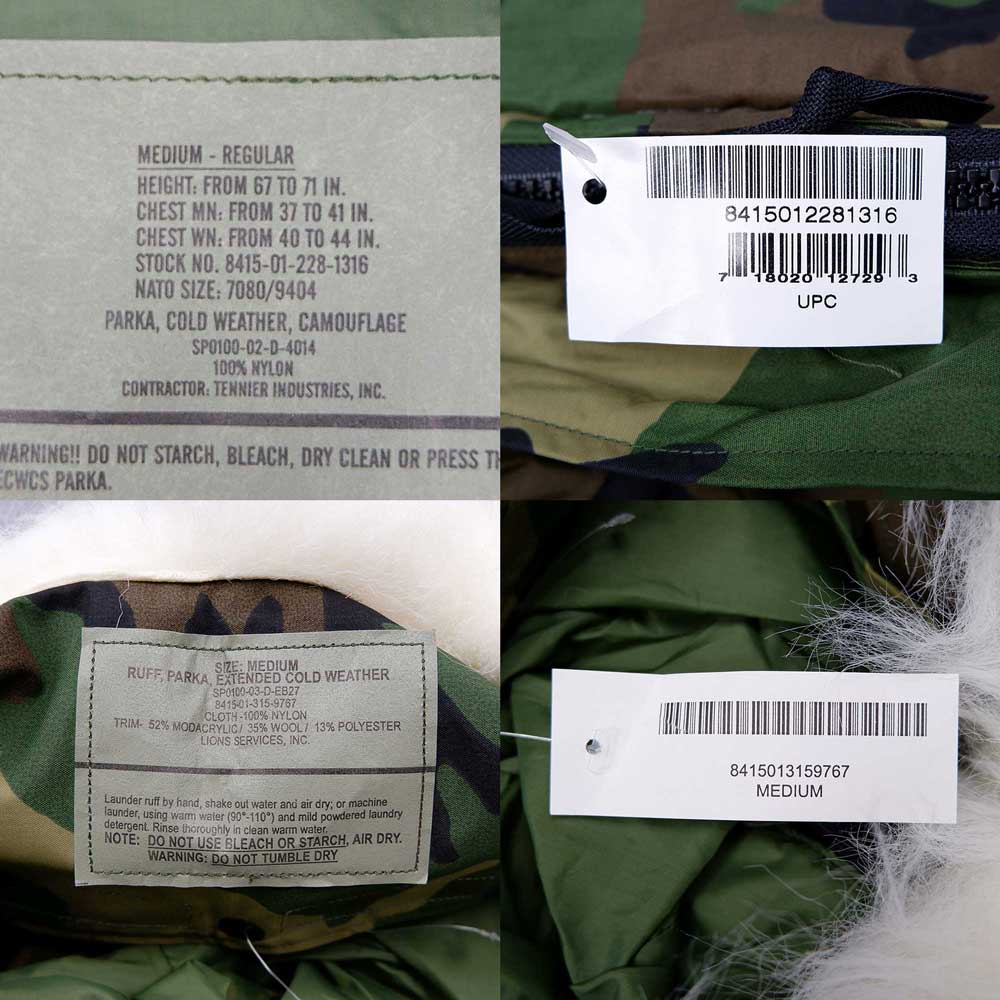 MEDIUM - REGULAR
HEIGHT: FROM 67 TO 71 IN.
CHEST MN: FROM 37 TO 41 IN.
CHEST WN: FROM 40 TO 44 IN.
STOCK NO. 8415-01-228-1316
NATO SIZE: 7080/9404
PARKA, COLD WEATHER, CAMOUFLAGE
SP0100-02-D-4014
100% NYLON
CONTRACTOR: TENNIER INDUSTRIES, INC.
WARNING!! DO NOT STARCH, BLEACH, DRY CLEAN OR PRESS TH
ECWCS PARKA.
8415012281316
7 18020 12729 3
UPC
SIZE: MEDIUM
RUFF, PARKA, EXTENDED COLD WEATHER
SP0100-03-D-EB27
8415-01-315-9767
CLOTH-100% NYLON
TRIM- 52% MODACRYLIC/ 35% WOOL/ 13% POLYESTER
LIONS SERVICES, INC.
Launder ruff by hand, shake out water and air dry; or machine
launder, using warm water (90°-110°) and mild powdered laundry
detergent. Rinse thoroughly in clean warm water.
NOTE: DO NOT USE BLEACH OR STARCH, AIR DRY.
WARNING: DO NOT TUMBLE DRY
8415013159767
MEDIUM